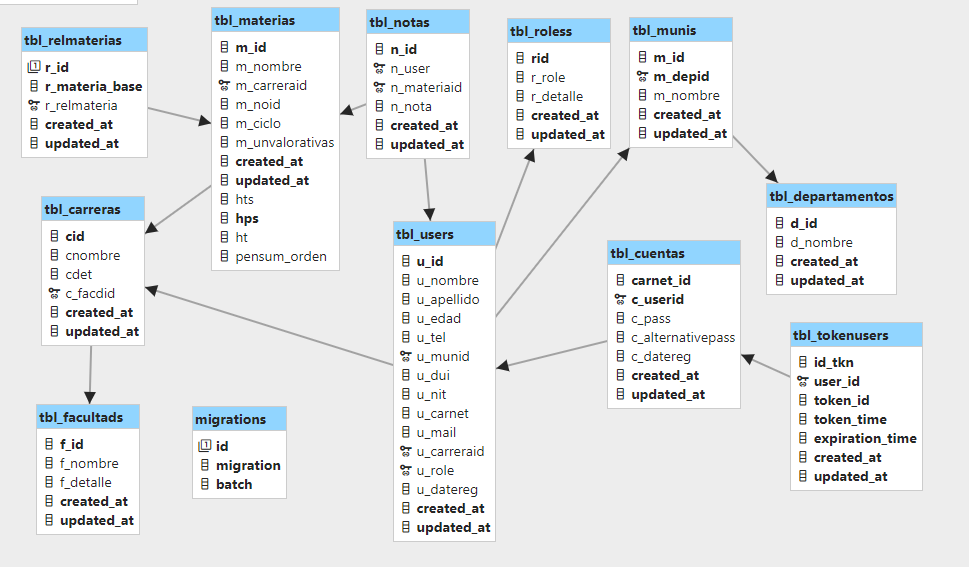 tbl_relmaterias
r_id
r_materia_base
r_relmateria
created_at
updated_at
tbl_materias
m_id
m_nombre
m_carreraid
m_noid
m_ciclo
m_unvalorativas
created_at
updated_at
hts
hps
ht
pensum_orden
tbl_notas
n_id
n_user
n_materiaid
n_nota
created_at
updated_at
tbl_roless
rid
r_role
r_detalle
created_at
updated_at
tbl_munis
m_id
m_depid
m_nombre
created_at
updated_at
tbl_departamentos
d_id
d_nombre
created_at
updated_at
tbl_carreras
cid
cnombre
cdet
c_facdid
created_at
updated_at
tbl_users
u_id
u_nombre
u_apellido
u_edad
u_tel
u_munid
u_dui
u_nit
u_carnet
u_mail
u_carreraid
u_role
u_datereg
created_at
updated_at
tbl_cuentas
carnet_id
c_userid
c_pass
c_alternativepass
c_datereg
created_at
updated_at
tbl_tokenusers
id_tkn
user_id
token_id
token_time
expiration_time
created_at
updated_at
tbl_facultads
f_id
f_nombre
f_detalle
created_at
updated_at
migrations
id
migration
batch